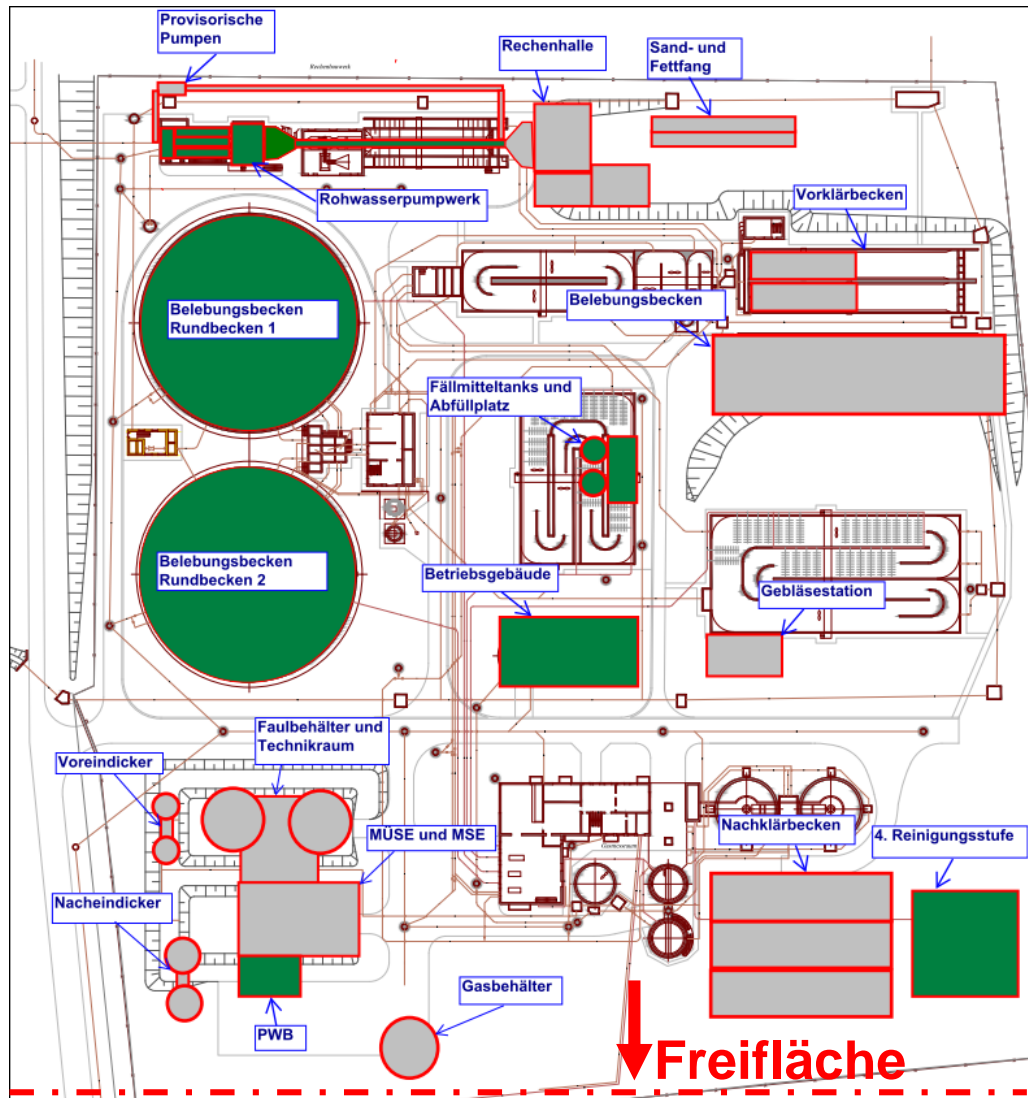 Provisorische
Pumpen
Rechenhalle
Sand- und
Fettfang
Rohwasserpumpwerk
Vorklärbecken
Belebungsbecken
Rundbecken 1
Belebungsbecken
Fällmitteltanks und
Abfüllplatz
Belebungsbecken
Rundbecken 2
Betriebsgebäude
Gebläsestation
Faulbehälter und
Technikraum
Voreindicker
MÜSE und MSE
Nachklärbecken
4. Reinigungsstufe
Nacheindicker
Gasbehälter
PWB
Freifläche